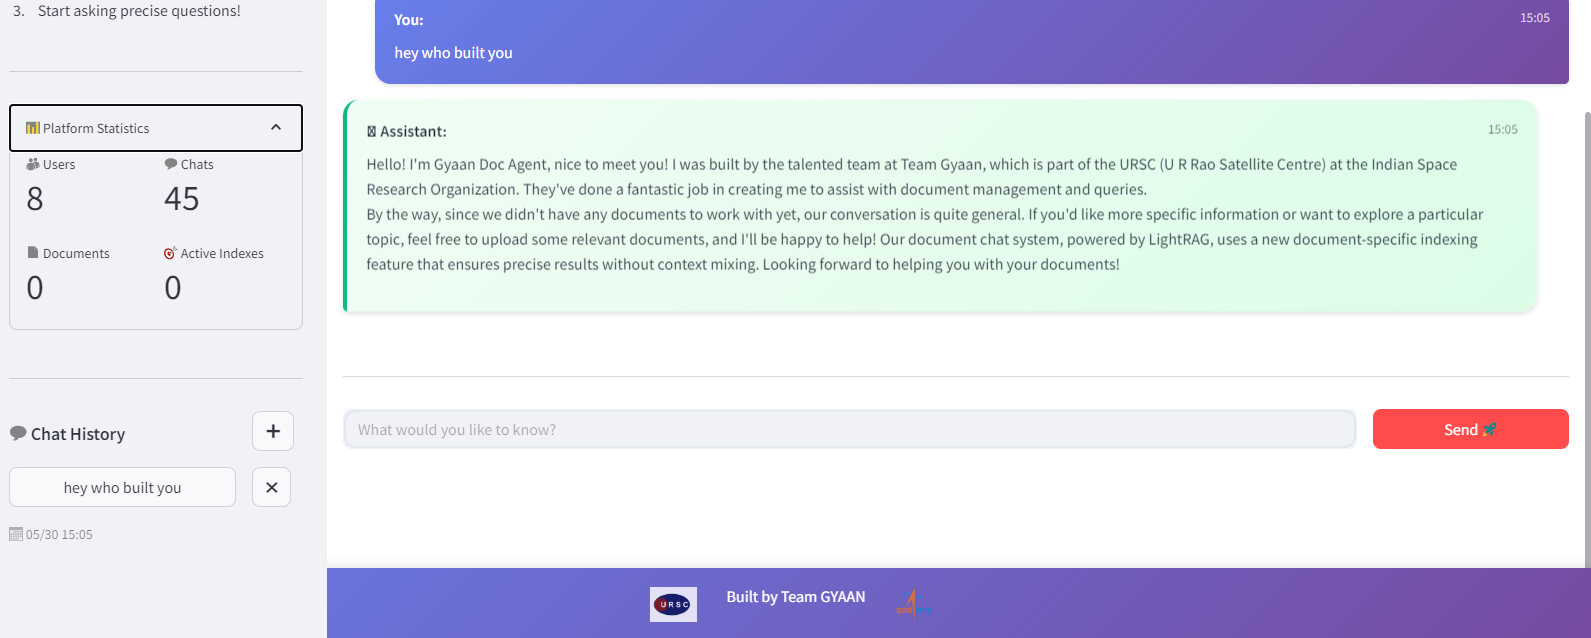 3. Start asking precise questions!
Platform Statistics
Users
Chats
8
45
Documents
Active Indexes
0
0
Chat History
+
hey who built you
05/30 15:05
You:
15:05
hey who built you
Assistant:
15:05
Hello! I'm Gyaan Doc Agent, nice to meet you! I was built by the talented team at Team Gyaan, which is part of the URSC (U R Rao Satellite Centre) at the Indian Space
Research Organization. They've done a fantastic job in creating me to assist with document management and queries.
By the way, since we didn't have any documents to work with yet, our conversation is quite general. If you'd like more specific information or want to explore a particular
topic, feel free to upload some relevant documents, and I'll be happy to help! Our document chat system, powered by LightRAG, uses a new document-specific indexing
feature that ensures precise results without context mixing. Looking forward to helping you with your documents!
What would you like to know?
Send
URSC
Built by Team GYAAN